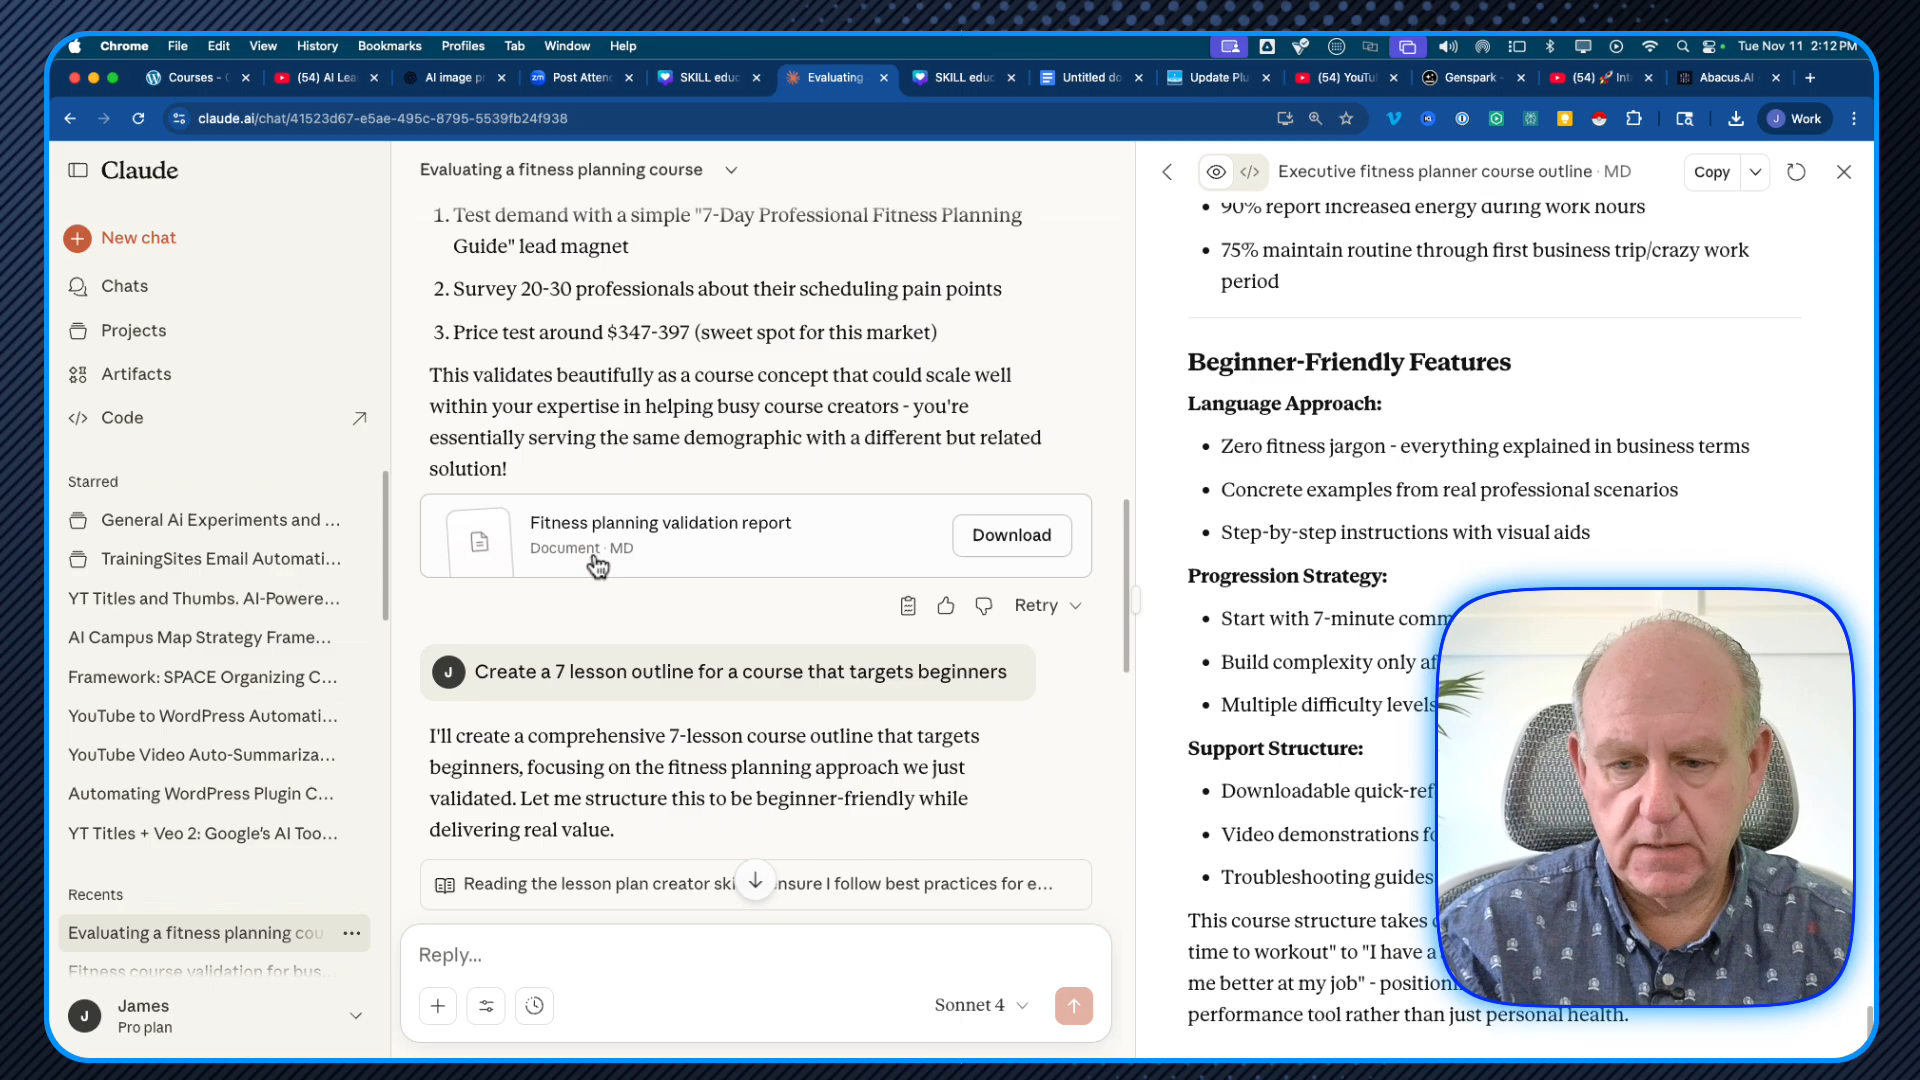 Chrome File Edit View History Bookmarks Profiles Tab Window Help
Tue Nov 11 2:12 PM
Courses - (
(54) AI Lea
AI image p
Post Atten
SKILL edu
Evaluating
SKILL edu
Untitled do
Update Plu
(54) YouTu
Genspark -
(54) 🚀 Int
Abacus.AI
claude.ai/chat/41523d67-e5ae-495c-8795-5539fb24f938
Work
Claude
New chat
Chats
Projects
Artifacts
Code
Starred
General Ai Experiments and ...
TrainingSites Email Automati...
YT Titles and Thumbs. AI-Powere...
AI Campus Map Strategy Frame...
Framework: SPACE Organizing C...
YouTube to WordPress Automati...
YouTube Video Auto-Summariza...
Automating WordPress Plugin C...
YT Titles + Veo 2: Google's AI Too...
Recents
Evaluating a fitness planning cou
Fitness course validation for bus...
J
James
Pro plan
Evaluating a fitness planning course
1. Test demand with a simple "7-Day Professional Fitness Planning
Guide" lead magnet
2. Survey 20-30 professionals about their scheduling pain points
3. Price test around $347-397 (sweet spot for this market)
This validates beautifully as a course concept that could scale well
within your expertise in helping busy course creators - you're
essentially serving the same demographic with a different but related
solution!
Fitness planning validation report
Document · MD
Download
Retry
J
Create a 7 lesson outline for a course that targets beginners
I'll create a comprehensive 7-lesson course outline that targets
beginners, focusing on the fitness planning approach we just
validated. Let me structure this to be beginner-friendly while
delivering real value.
Reading the lesson plan creator ski nsure I follow best practices for e...
Reply...
Sonnet 4
Executive fitness planner course outline · MD
Copy
• 90% report increased energy during work hours
• 75% maintain routine through first business trip/crazy work
period
Beginner-Friendly Features
Language Approach:
• Zero fitness jargon - everything explained in business terms
• Concrete examples from real professional scenarios
• Step-by-step instructions with visual aids
Progression Strategy:
• Start with 7-minute comm
• Build complexity only af
• Multiple difficulty levels
Support Structure:
• Downloadable quick-ref
• Video demonstrations fo
• Troubleshooting guides
This course structure takes
time to workout" to "I have a
me better at my job" - position
performance tool rather than just personal health.